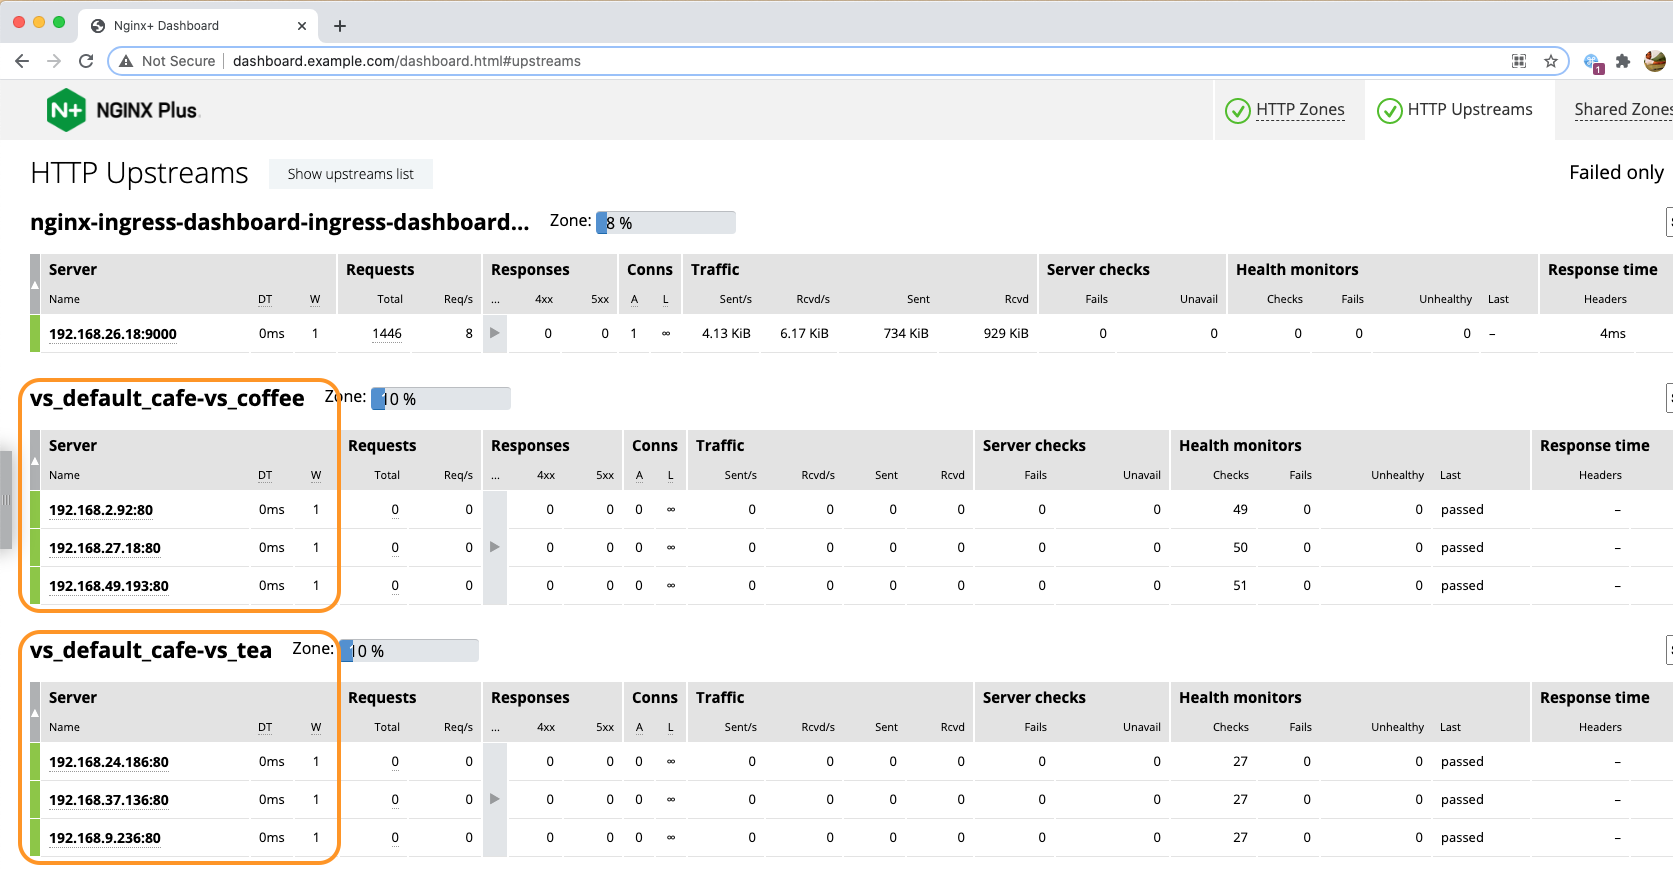 Nginx+ Dashboard
Not Secure dashboard.example.com/dashboard.html#upstreams
1
N+ NGINX Plus HTTP Zones HTTP Upstreams Shared Zones
HTTP Upstreams Show upstreams list Failed only
nginx-ingress-dashboard-ingress-dashboard... Zone: 8 %
Server Requests Responses Conns Traffic Server checks Health monitors Response time
Name DT W Total Req/s ... 4xx 5xx A L Sent/s Rcvd/s Sent Rcvd Fails Unavail Checks Fails Unhealthy Last Headers
192.168.26.18:9000 0ms 1 1446 8 0 0 1 ∞ 4.13 KiB 6.17 KiB 734 KiB 929 KiB 0 0 0 0 0 – 4ms
vs_default_cafe-vs_coffee Zone: 10 %
Server Requests Responses Conns Traffic Server checks Health monitors Response time
Name DT W Total Req/s ... 4xx 5xx A L Sent/s Rcvd/s Sent Rcvd Fails Unavail Checks Fails Unhealthy Last Headers
192.168.2.92:80 0ms 1 0 0 0 0 0 ∞ 0 0 0 0 0 0 49 0 0 passed –
192.168.27.18:80 0ms 1 0 0 0 0 0 ∞ 0 0 0 0 0 0 50 0 0 passed –
192.168.49.193:80 0ms 1 0 0 0 0 0 ∞ 0 0 0 0 0 0 51 0 0 passed –
vs_default_cafe-vs_tea Zone: 10 %
Server Requests Responses Conns Traffic Server checks Health monitors Response time
Name DT W Total Req/s ... 4xx 5xx A L Sent/s Rcvd/s Sent Rcvd Fails Unavail Checks Fails Unhealthy Last Headers
192.168.24.186:80 0ms 1 0 0 0 0 0 ∞ 0 0 0 0 0 0 27 0 0 passed –
192.168.37.136:80 0ms 1 0 0 0 0 0 ∞ 0 0 0 0 0 0 27 0 0 passed –
192.168.9.236:80 0ms 1 0 0 0 0 0 ∞ 0 0 0 0 0 0 27 0 0 passed –